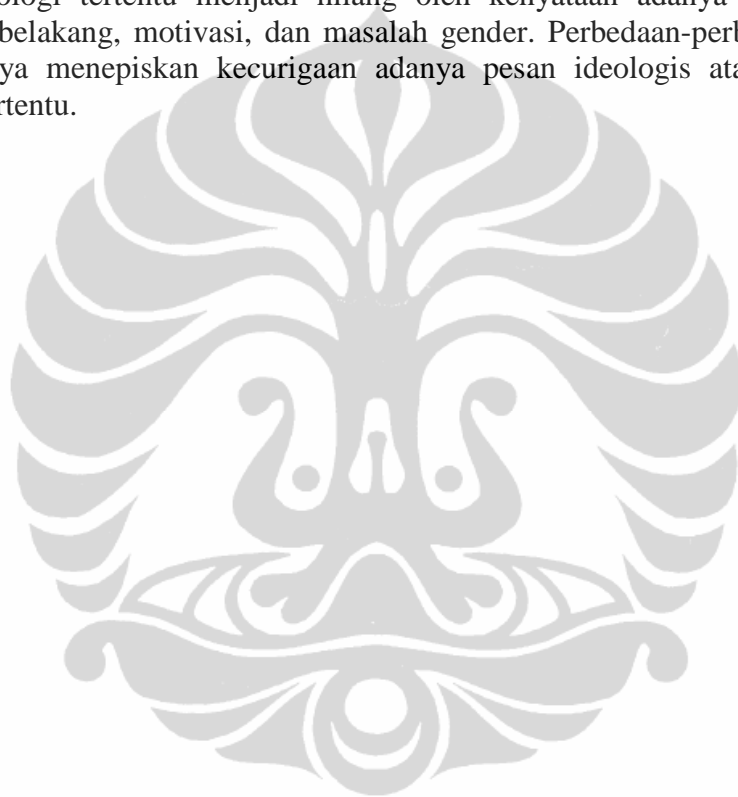 ologi tertentu menjadi hilang oleh kenyataan adanya
belakang, motivasi, dan masalah gender. Perbedaan-perb
ya menepiskan kecurigaan adanya pesan ideologis ata
rtentu.